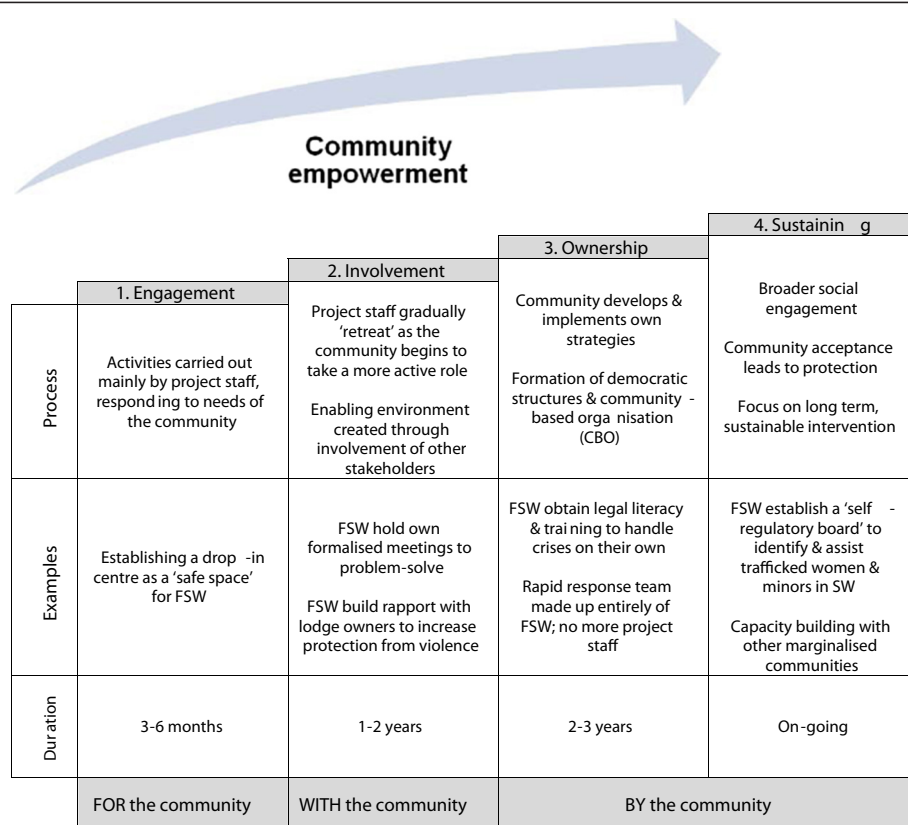 Community
empowerment
1. Engagement
2. Involvement
3. Ownership
4. Sustainin g
Process
Activities carried out
mainly by project staff,
responding to needs of
the community
Project staff gradually
‘retreat’ as the
community begins to
take a more active role
Enabling environment
created through
involvement of other
stakeholders
Community develops &
implements own
strategies
Formation of democratic
structures & community -
based orga nisation
(CBO)
Broader social
engagement
Community acceptance
leads to protection
Focus on long term,
sustainable intervention
Examples
Establishing a drop -in
centre as a ‘safe space’
for FSW
FSW hold own
formalised meetings to
problem-solve
FSW build rapport with
lodge owners to increase
protection from violence
FSW obtain legal literacy
& trai ning to handle
crises on their own
Rapid response team
made up entirely of
FSW; no more project
staff
FSW establish a ‘self -
regulatory board’ to
identify & assist
trafficked women &
minors in SW
Capacity building with
other marginalised
communities
Duration
3-6 months
1-2 years
2-3 years
On-going
FOR the community
WITH the community
BY the community